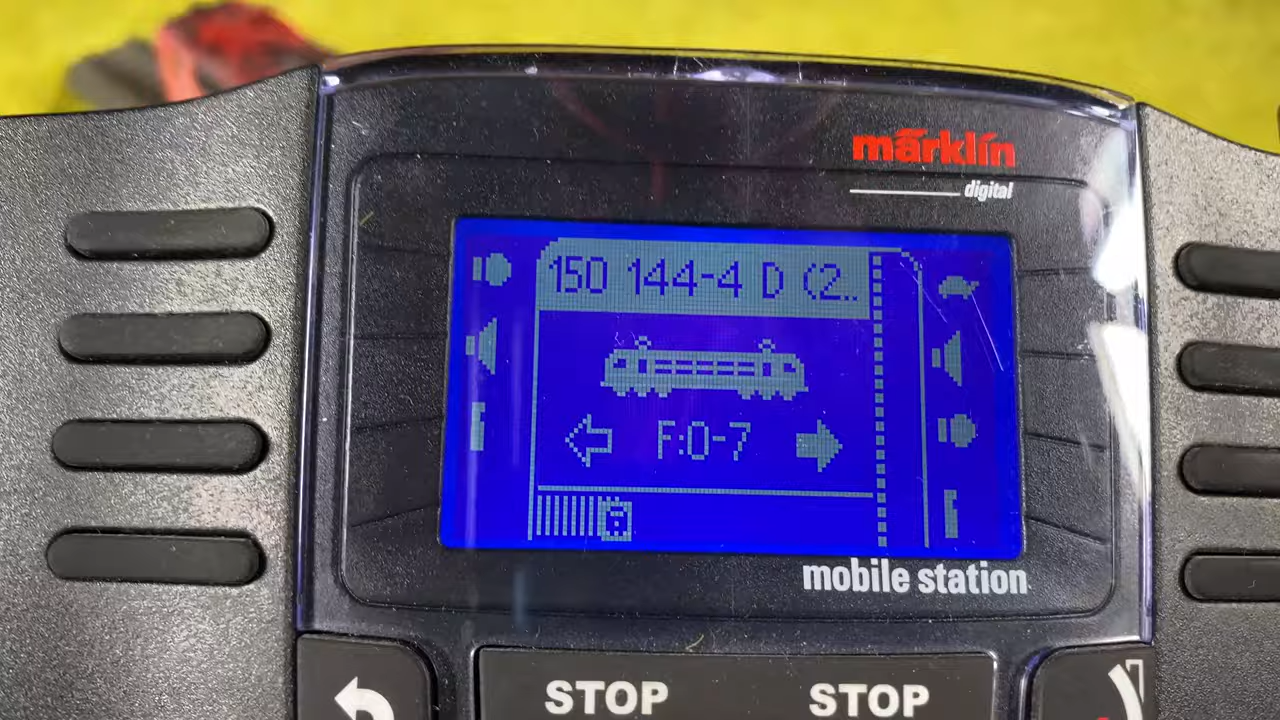 märklin
digital
150 144-4 D (2..
F:0-7
mobile station
STOP STOP